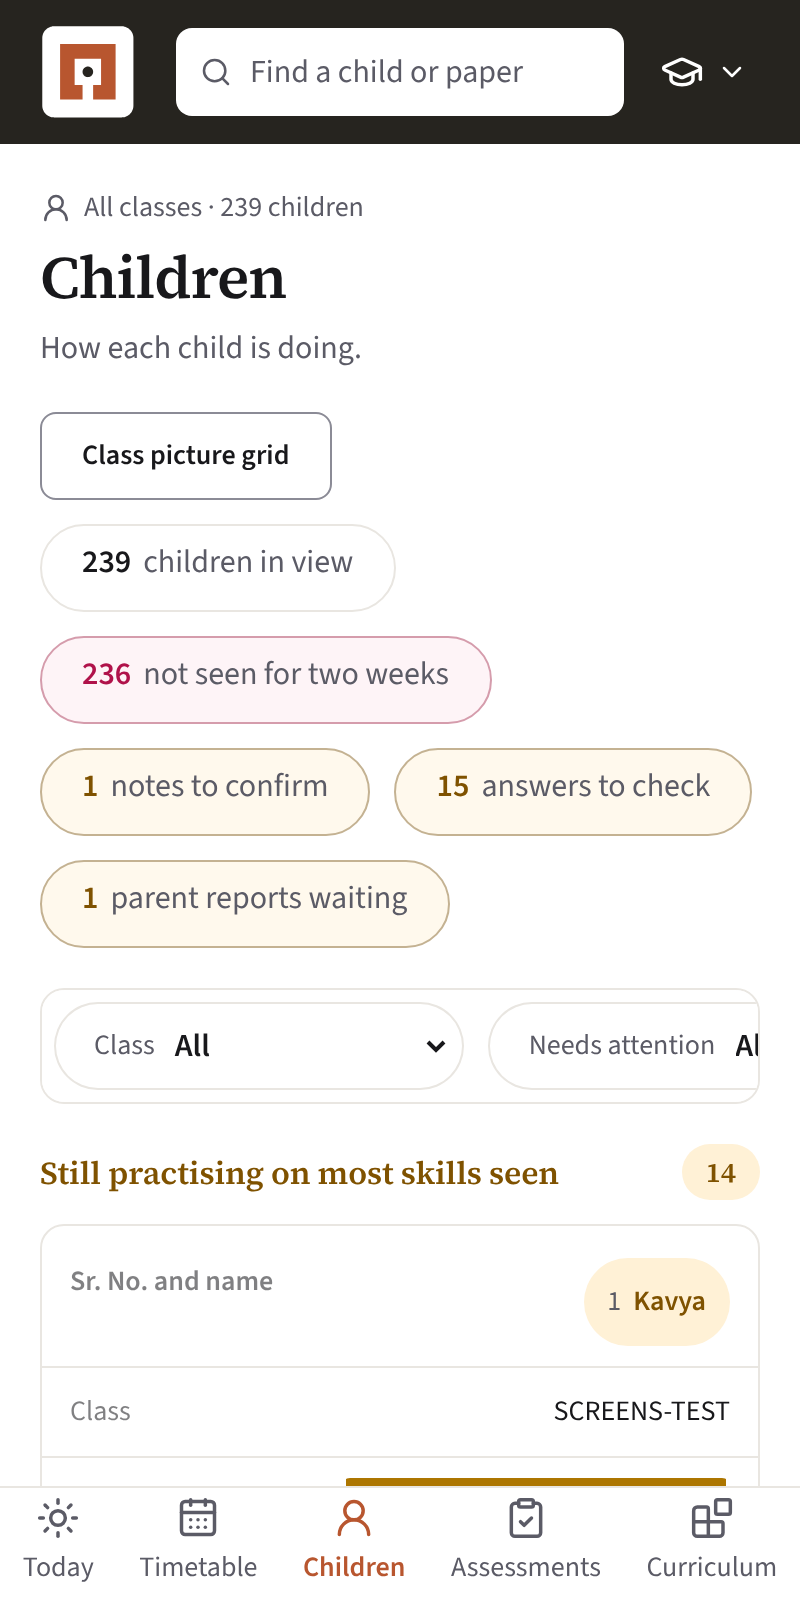 Find a child or paper
All classes · 239 children
Children
How each child is doing.
Class picture grid
239 children in view
236 not seen for two weeks
1 notes to confirm
15 answers to check
1 parent reports waiting
Class All
Needs attention Al
Still practising on most skills seen 14
Sr. No. and name
1 Kavya
Class SCREENS-TEST
Today
Timetable
Children
Assessments
Curriculum